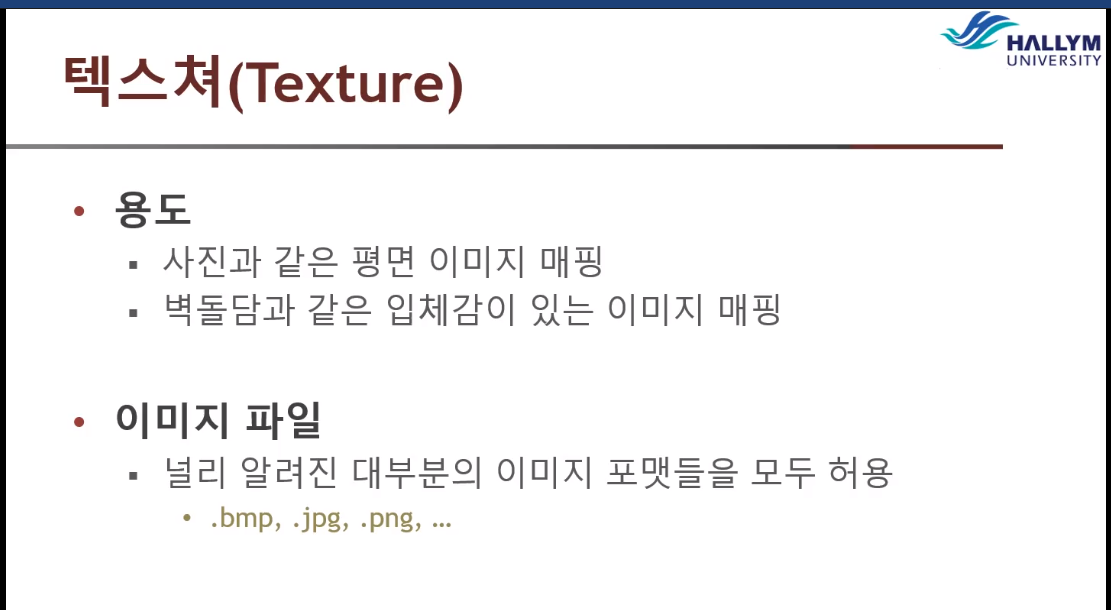 HALLYM
UNIVERSITY
텍스쳐(Texture)
• 용도
▪ 사진과 같은 평면 이미지 매핑
▪ 벽돌담과 같은 입체감이 있는 이미지 매핑
• 이미지 파일
▪ 널리 알려진 대부분의 이미지 포맷들을 모두 허용
• .bmp, .jpg, .png, ...